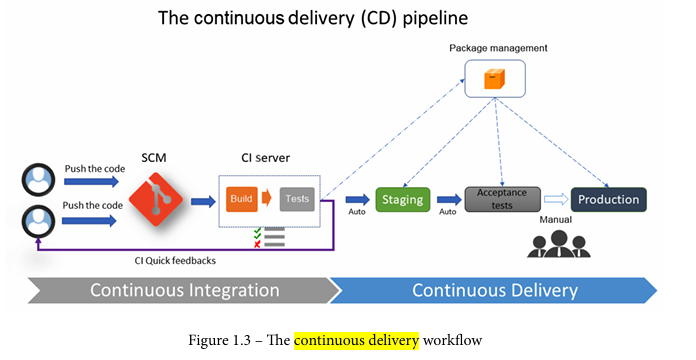 The continuous delivery (CD) pipeline
Package management
SCM
CI server
Push the code
Push the code
Build
Tests
Auto
Staging
Auto
Acceptance
tests
Production
Manual
CI Quick feedbacks
Continuous Integration
Continuous Delivery
Figure 1.3 – The continuous delivery workflow